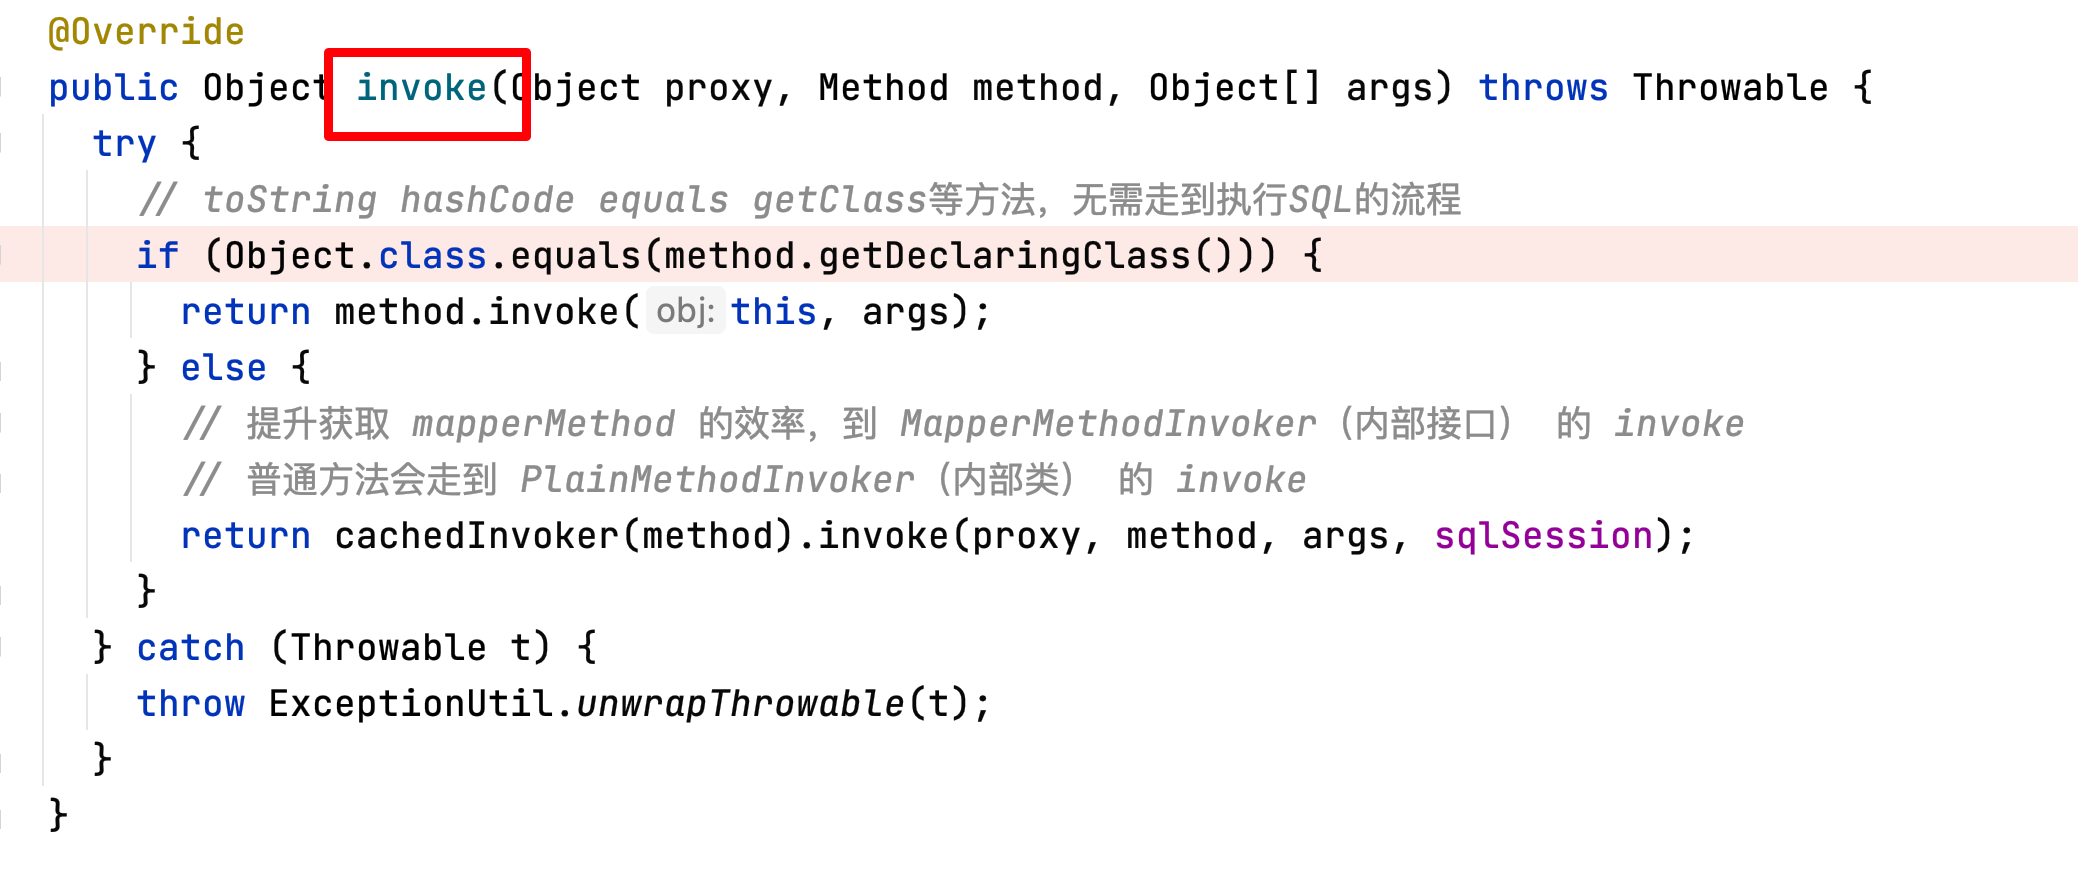 @Override
public Object invoke(Object proxy, Method method, Object[] args) throws Throwable {
try {
// toString hashCode equals getClass等方法，无需走到执行SQL的流程
if (Object.class.equals(method.getDeclaringClass())) {
return method.invoke( obj: this, args);
} else {
// 提升获取 mapperMethod 的效率，到 MapperMethodInvoker（内部接口） 的 invoke
// 普通方法会走到 PlainMethodInvoker（内部类） 的 invoke
return cachedInvoker(method).invoke(proxy, method, args, sqlSession);
}
} catch (Throwable t) {
throw ExceptionUtil.unwrapThrowable(t);
}
}